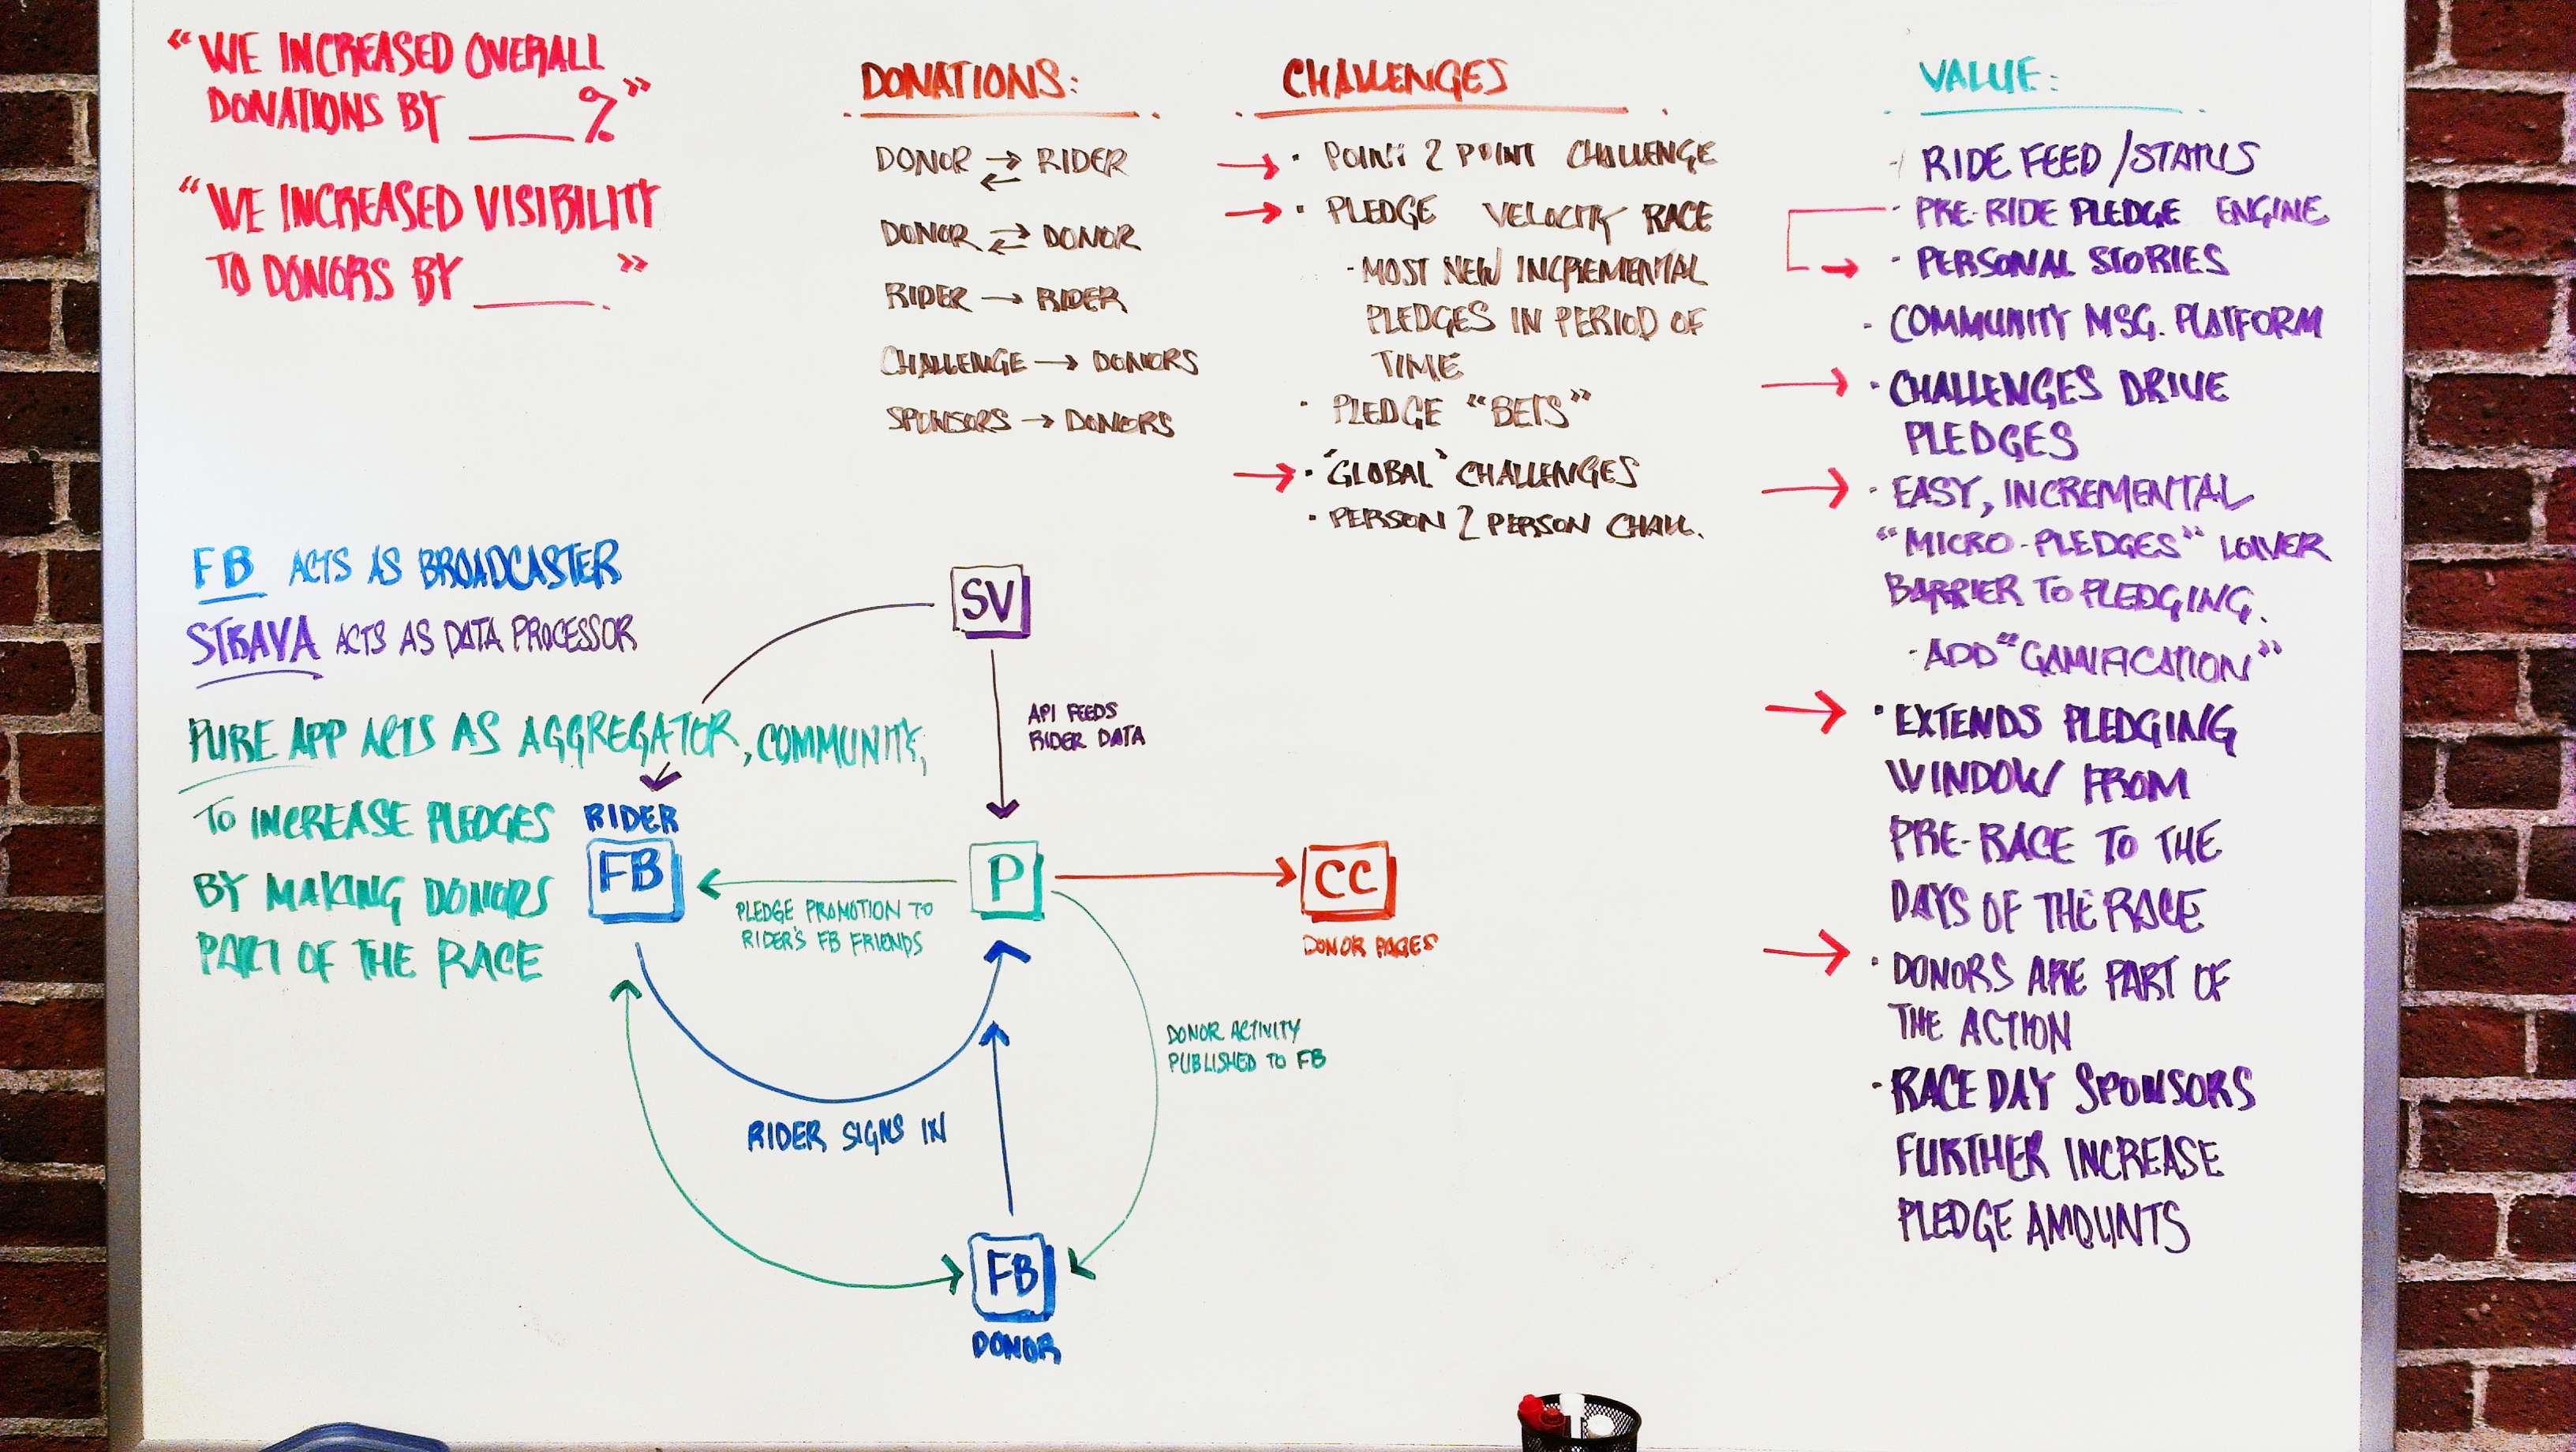 “WE INCREASED OVERALL
DONATIONS BY ____%”
“WE INCREASED VISIBILITY
TO DONORS BY ____.”
DONATIONS:
DONOR ⇄ RIDER
DONOR ⇄ DONOR
RIDER → RIDER
CHALLENGE → DONORS
SPONSORS → DONORS
CHALLENGES
→ · POINT 2 POINT CHALLENGE
→ · PLEDGE VELOCITY RACE
- MOST NEW INCREMENTAL
PLEDGES IN PERIOD OF
TIME
· PLEDGE “BETS”
→ · 'GLOBAL' CHALLENGES
· PERSON 2 PERSON CHALL.
VALUE:
- RIDE FEED/STATUS
- PRE-RIDE PLEDGE ENGINE
→ - PERSONAL STORIES
- COMMUNITY MSG. PLATFORM
→ · CHALLENGES DRIVE
PLEDGES
→ · EASY, INCREMENTAL
“MICRO-PLEDGES” LOWER
BARRIER TO PLEDGING.
- ADD “GAMIFICATION”
→ · EXTENDS PLEDGING
WINDOW FROM
PRE-RACE TO THE
DAYS OF THE RACE
→ · DONORS ARE PART OF
THE ACTION
- RACE DAY SPONSORS
FURTHER INCREASE
PLEDGE AMOUNTS
FB ACTS AS BROADCASTER
STRAVA ACTS AS DATA PROCESSOR
PURE APP ACTS AS AGGREGATOR, COMMUNITY,
TO INCREASE PLEDGES
BY MAKING DONORS
PART OF THE RACE
SV
API FEEDS
RIDER DATA
RIDER
FB
P
CC
DONOR PAGES
PLEDGE PROMOTION TO
RIDER'S FB FRIENDS
DONOR ACTIVITY
PUBLISHED TO FB
RIDER SIGNS IN
FB
DONOR